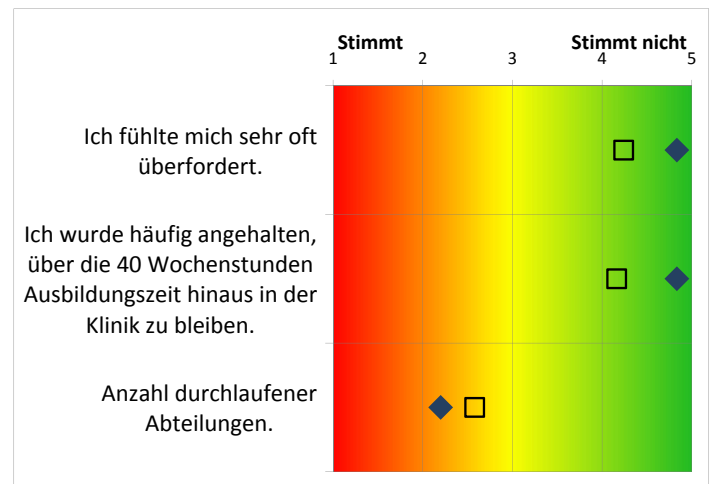 Stimmt Stimmt nicht
1 2 3 4 5
Ich fühlte mich sehr oft
überfordert.
Ich wurde häufig angehalten,
über die 40 Wochenstunden
Ausbildungszeit hinaus in der
Klinik zu bleiben.
Anzahl durchlaufener
Abteilungen.